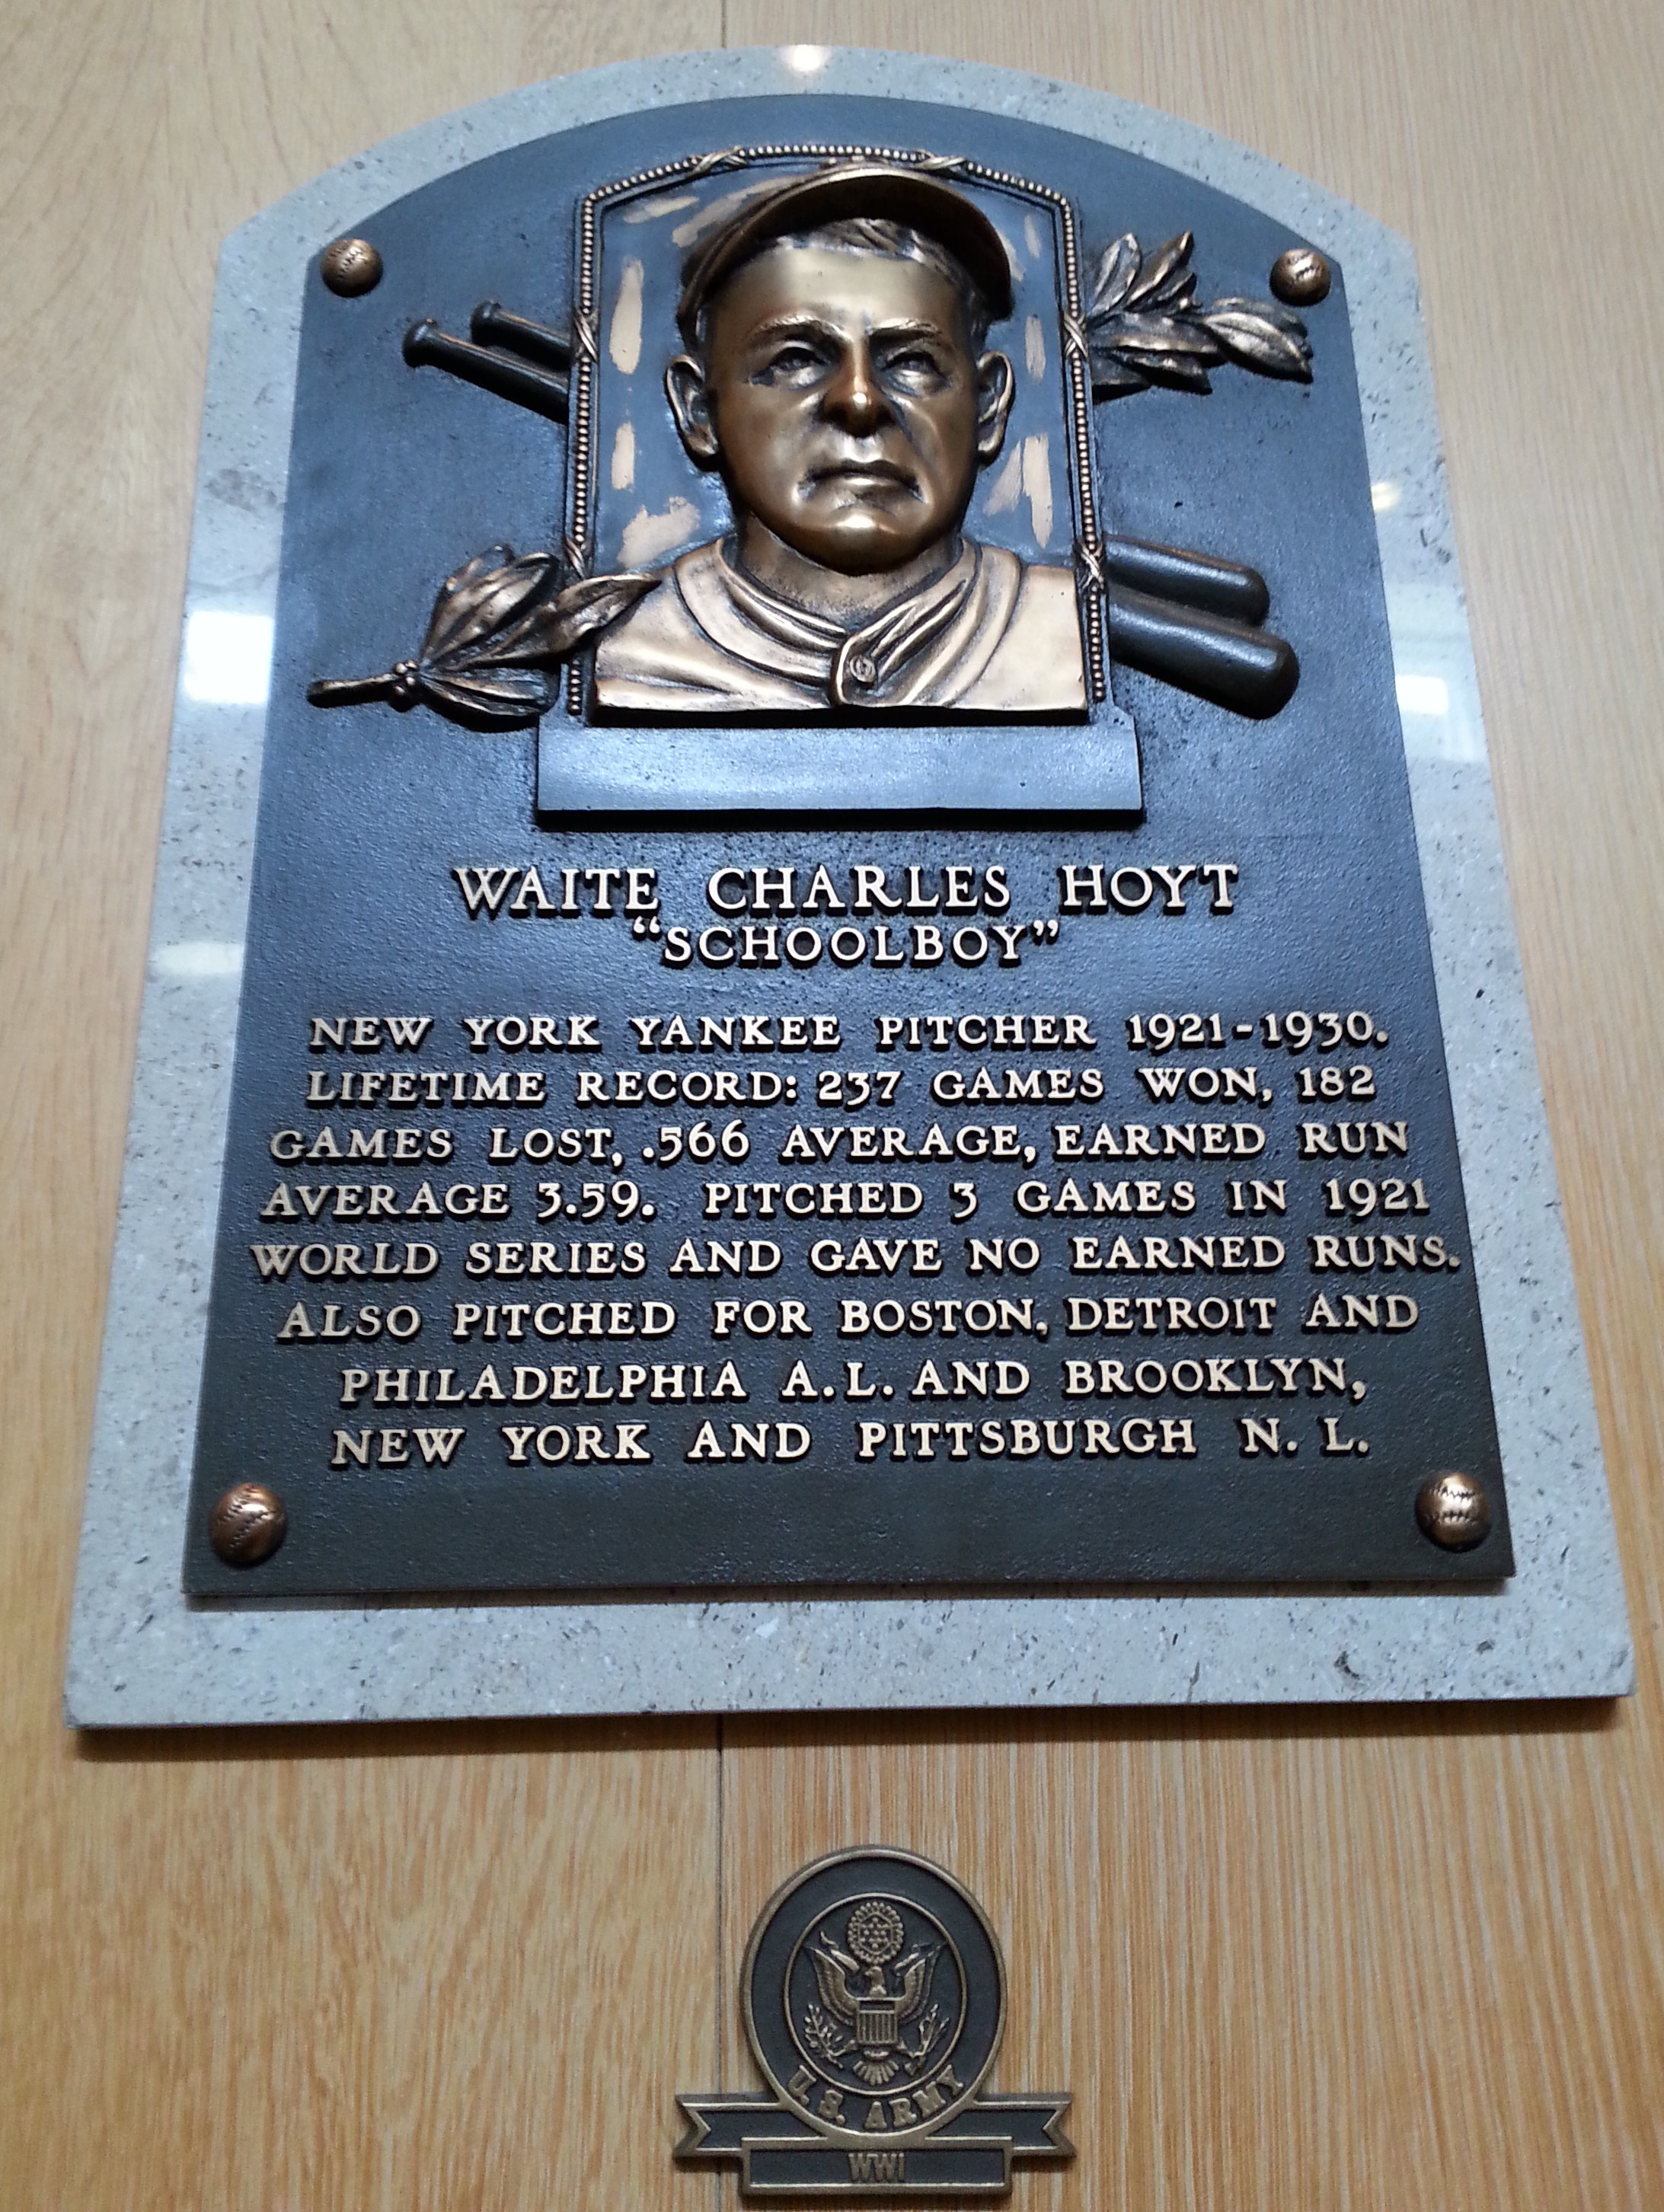 WAITE CHARLES HOYT
“SCHOOLBOY”
NEW YORK YANKEE PITCHER 1921-1930.
LIFETIME RECORD: 237 GAMES WON, 182
GAMES LOST, .566 AVERAGE, EARNED RUN
AVERAGE 3.59. PITCHED 3 GAMES IN 1921
WORLD SERIES AND GAVE NO EARNED RUNS.
ALSO PITCHED FOR BOSTON, DETROIT AND
PHILADELPHIA A.L. AND BROOKLYN,
NEW YORK AND PITTSBURGH N. L.
U.S. ARMY
WWI